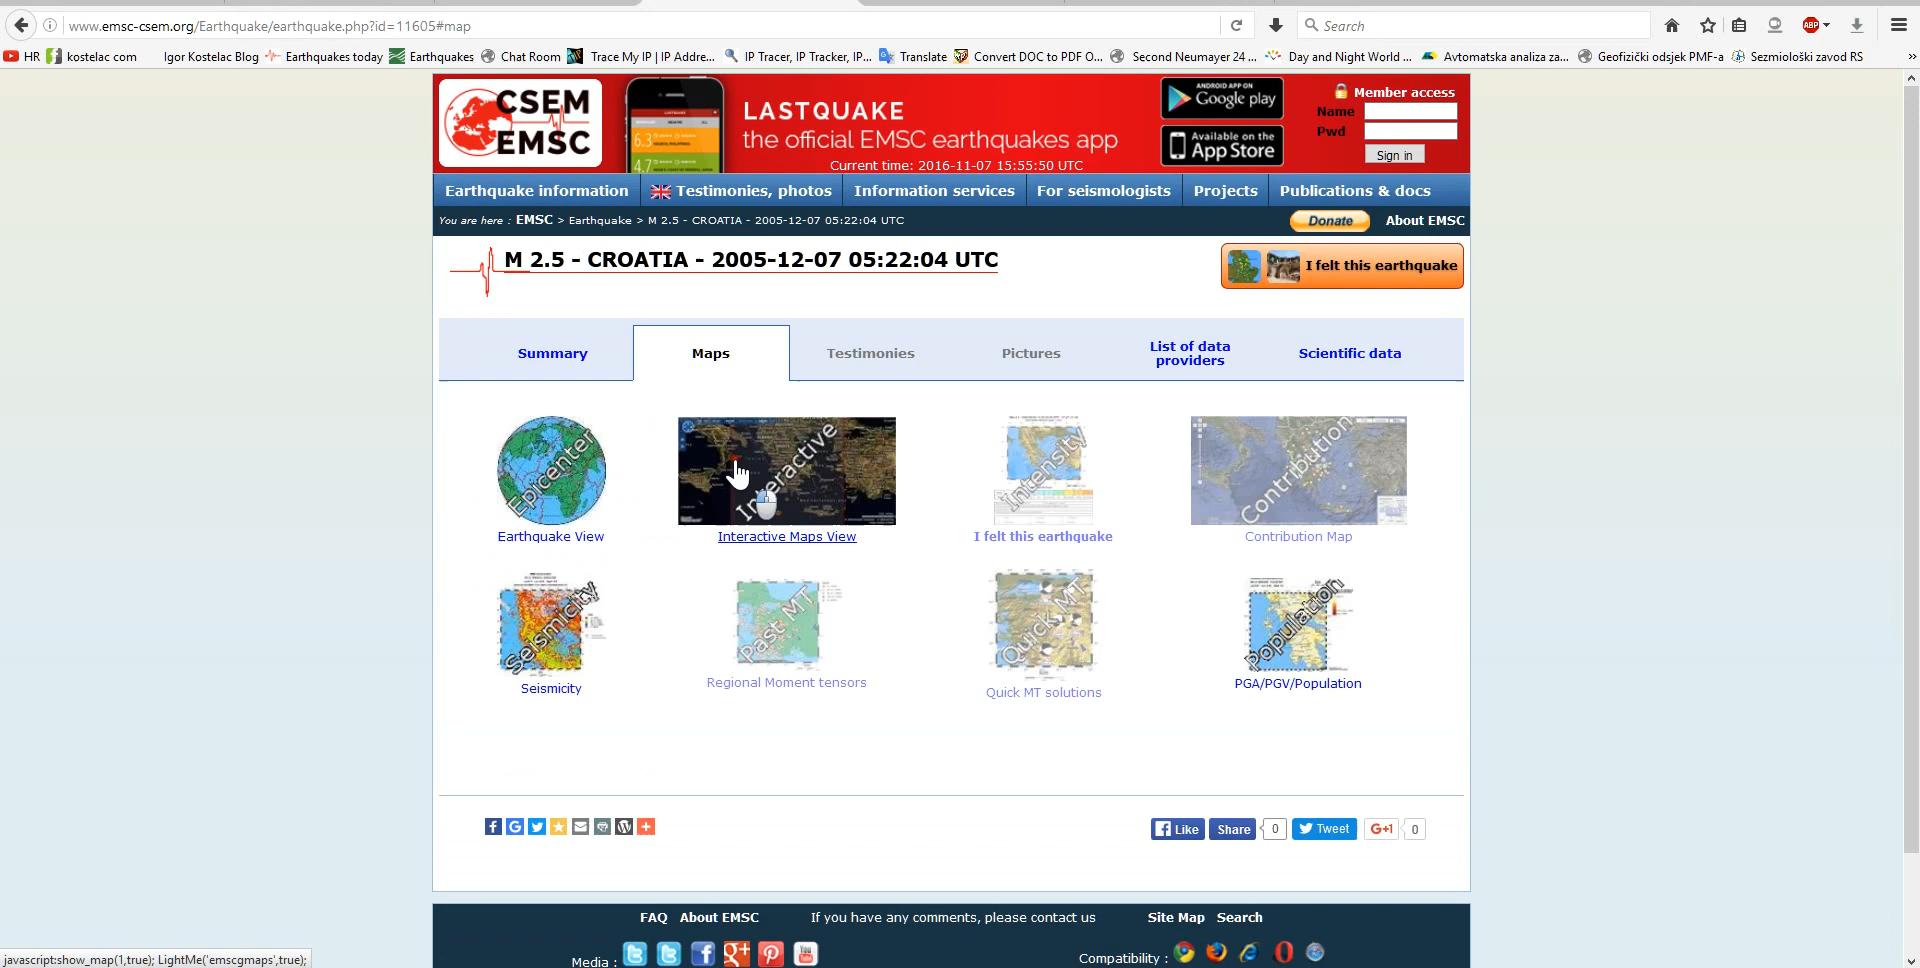 www.emsc-csem.org/Earthquake/earthquake.php?id=11605#map
Search
ABP
HR
kostelac com
Igor Kostelac Blog
Earthquakes today
Earthquakes
Chat Room
Trace My IP | IP Addre...
IP Tracer, IP Tracker, IP,...
Translate
Convert DOC to PDF O...
Second Neumayer 24 ...
Day and Night World ...
Avtomatska analiza za...
Geofizički odsjek PMF-a
Sezmiološki zavod RS
CSEM
EMSC
LASTQUAKE
the official EMSC earthquakes app
Current time: 2016-11-07 15:55:50 UTC
ANDROID APP ON
Google play
Available on the
App Store
Member access
Name
Pwd
Sign in
Earthquake information
Testimonies, photos
Information services
For seismologists
Projects
Publications & docs
You are here : EMSC > Earthquake > M 2.5 - CROATIA - 2005-12-07 05:22:04 UTC
Donate
About EMSC
M 2.5 - CROATIA - 2005-12-07 05:22:04 UTC
I felt this earthquake
Summary
Maps
Testimonies
Pictures
List of data
providers
Scientific data
Epicenter
Interactive
Intensity
Contribution
Earthquake View
Interactive Maps View
I felt this earthquake
Contribution Map
Seismicity
Past MT
Quick MT
Population
Seismicity
Regional Moment tensors
Quick MT solutions
PGA/PGV/Population
Like
Share
0
Tweet
G+1
0
FAQ
About EMSC
If you have any comments, please contact us
Site Map
Search
Media :
You
Compatibility :
javascript:show_map(1,true); LightMe('emscgmaps',true);